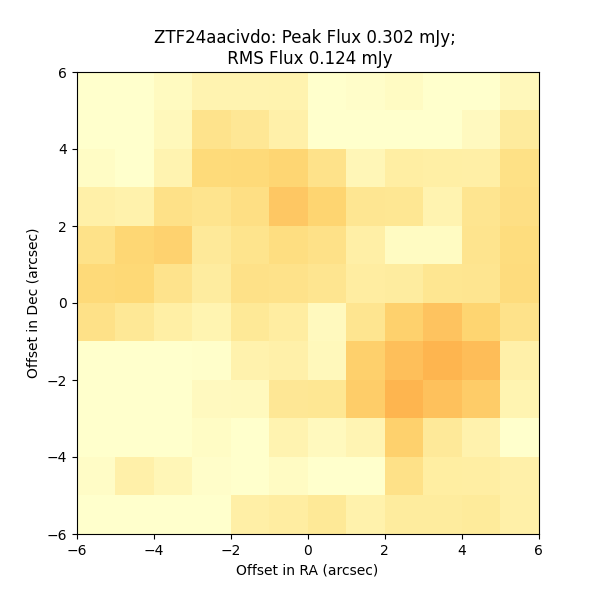 ZTF24aacivdo: Peak Flux 0.302 mJy;
RMS Flux 0.124 mJy
6
4
2
0
−2
−4
−6
Offset in Dec (arcsec)
−6 −4 −2 0 2 4 6
Offset in RA (arcsec)